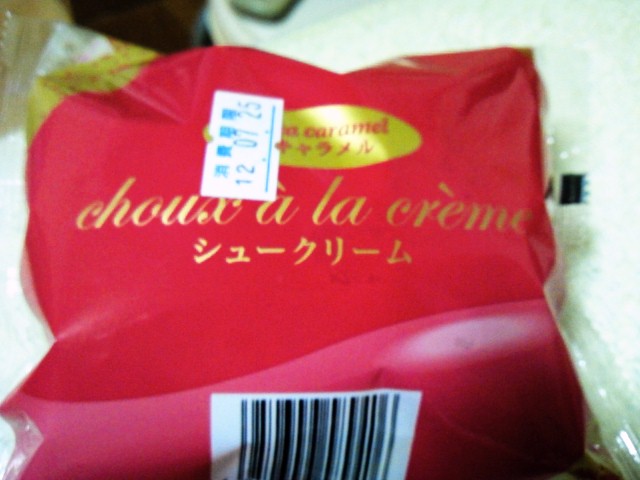 消費期限
12.07.25
caramel
キャラメル
choux à la crème
シュークリーム